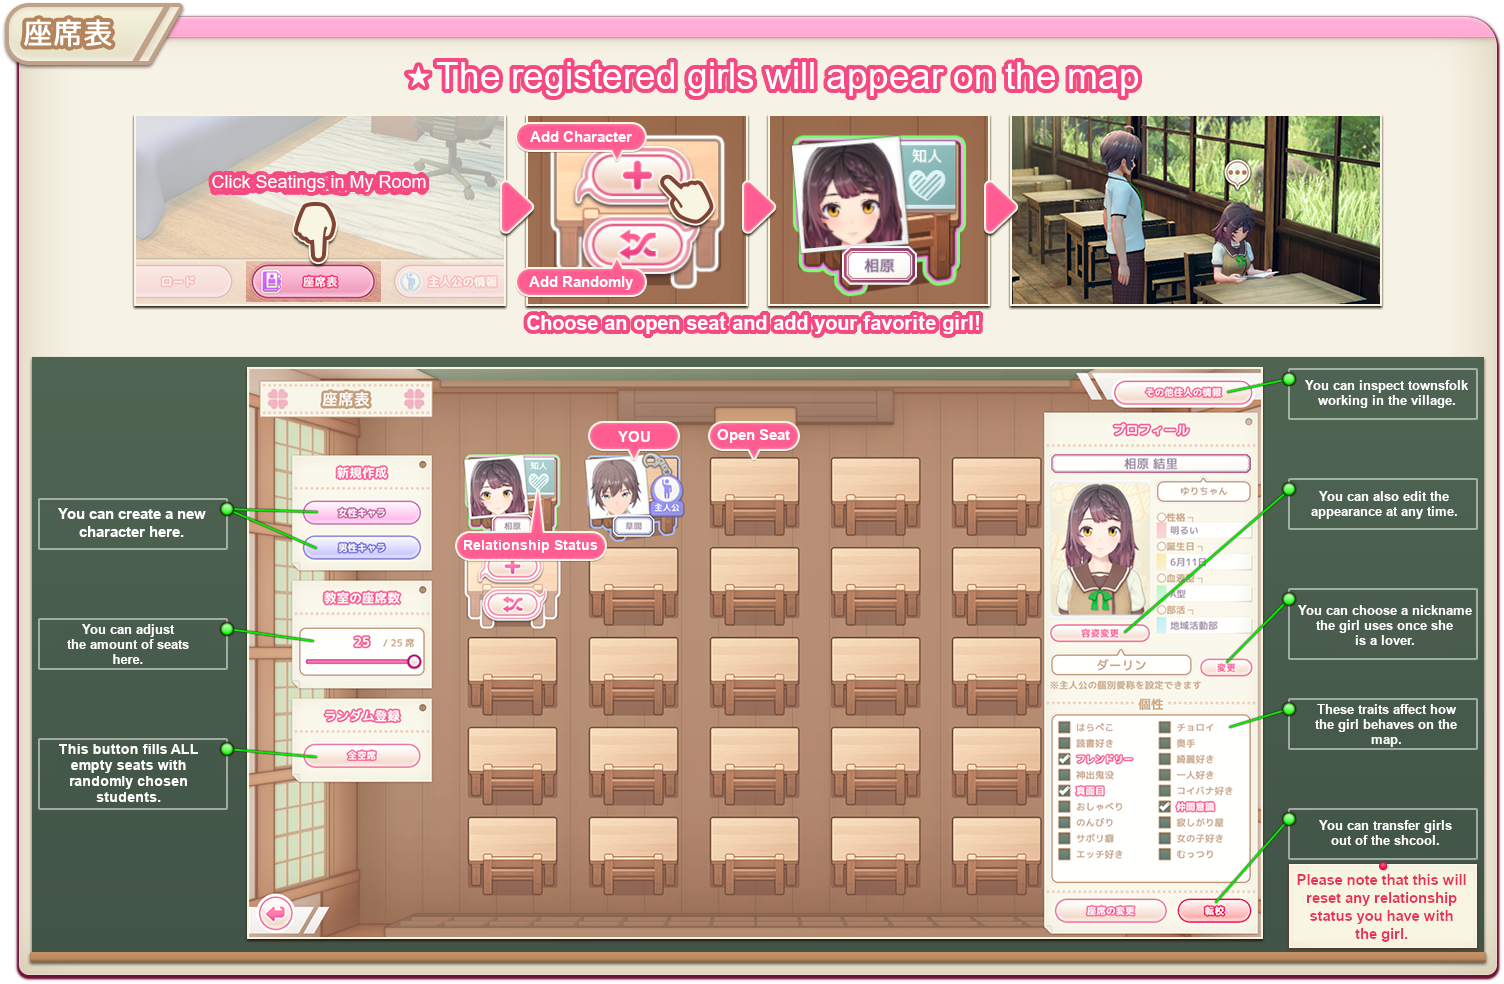 座席表
★The registered girls will appear on the map
Click Seatings in My Room
ロード
座席表
主人公の情報
Add Character
Add Randomly
知人
相原
Choose an open seat and add your favorite girl!
座席表
新規作成
女性キャラ
男性キャラ
教室の座席数
25 / 25 席
ランダム登録
全空席
YOU
Open Seat
知人
相原
主人公
草間
Relationship Status
その他住人の情報
プロフィール
相原 結里
ゆりちゃん
〇性格
明るい
〇誕生日
6月11日
〇血液型
A型
〇部活
地域活動部
容姿変更
ダーリン
変更
※主人公の個別愛称を設定できます
個性
はらぺこ
チョロイ
読書好き
奥手
フレンドリー
綺麗好き
神出鬼没
一人好き
真面目
コイバナ好き
おしゃべり
仲間意識
のんびり
寂しがり屋
サボリ癖
女の子好き
エッチ好き
むっつり
座席の変更
転校
You can create a new
character here.
You can adjust
the amount of seats
here.
This button fills ALL
empty seats with
randomly chosen
students.
You can inspect townsfolk
working in the village.
You can also edit the
appearance at any time.
You can choose a nickname
the girl uses once she
is a lover.
These traits affect how
the girl behaves on the
map.
You can transfer girls
out of the shcool.
Please note that this will
reset any relationship
status you have with
the girl.